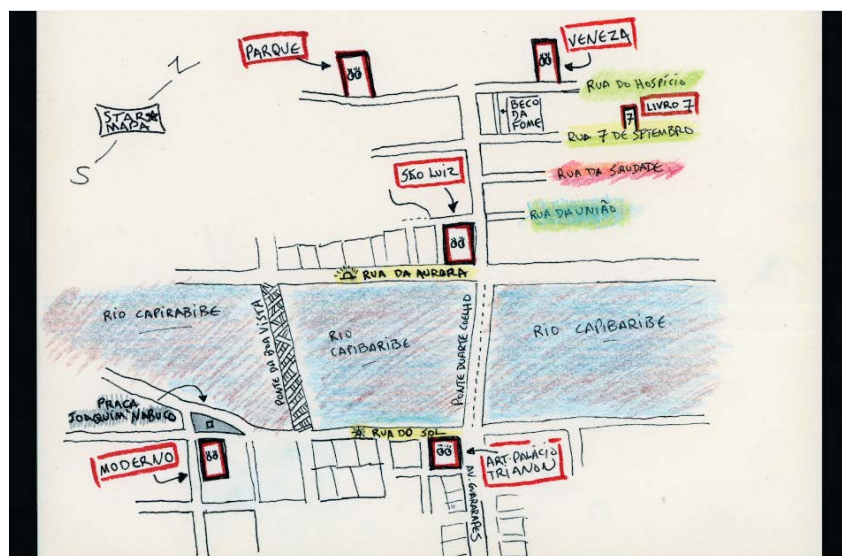 N
STAR★
MAPA
S
PARQUE
VENEZA
RUA DO HOSPÍCIO
BECO
DA
FOME
7
LIVRO 7
RUA 7 DE SETEMBRO
RUA DA SAUDADE
RUA DA UNIÃO
SÃO LUIZ
RUA DA AURORA
RIO CAPIRABIBE
PONTE DA BOA VISTA
RIO
CAPIBARIBE
PONTE DUARTE COELHO
RIO
CAPIBARIBE
PRAÇA
JOAQUIM NABUCO
MODERNO
RUA DO SOL
ART-PALÁCIO
TRIANON
AV. GUARARAPES